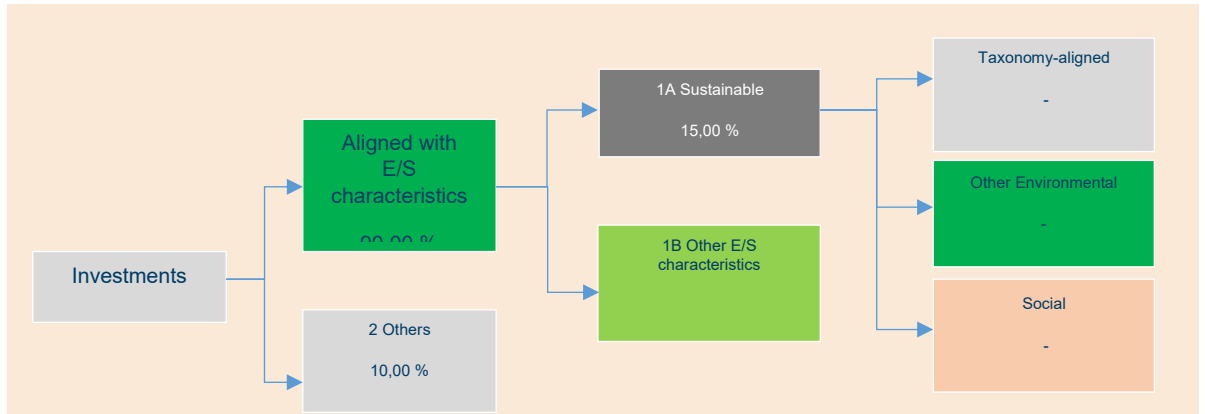 Investments
Aligned with
E/S
characteristics
2 Others
10,00 %
1A Sustainable
15,00 %
1B Other E/S
characteristics
Taxonomy-aligned
-
Other Environmental
-
Social
-